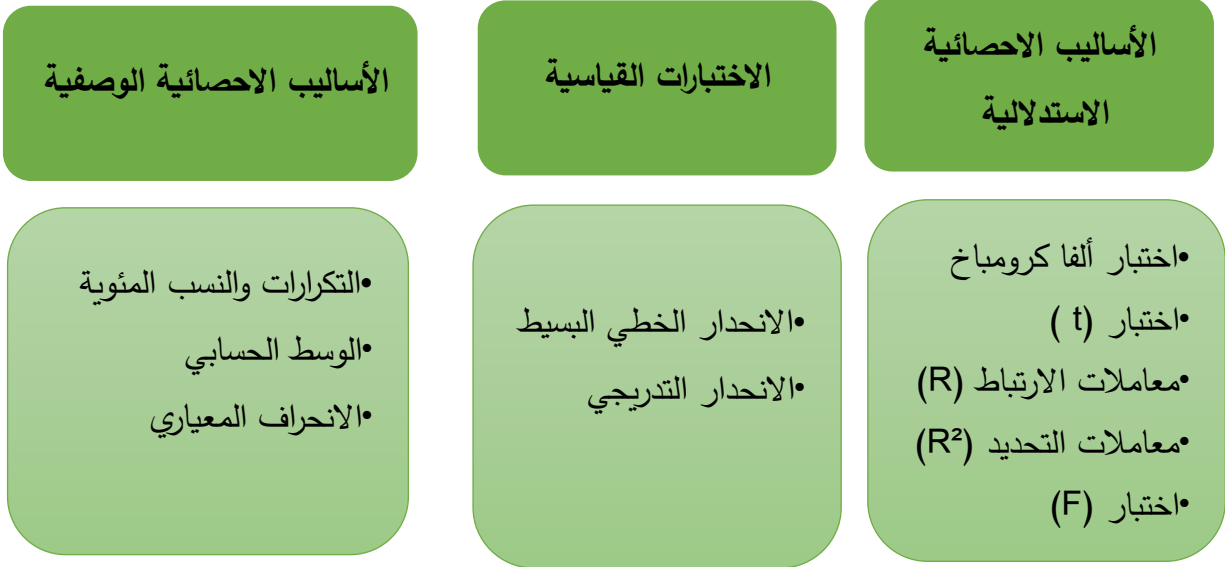 الأساليب الاحصائية
الاستدلالية
•اختبار ألفا كرومباخ
•اختبار (t )
•معاملات الارتباط (R)
•معاملات التحديد (R²)
•اختبار (F)
الاختبارات القياسية
•الانحدار الخطي البسيط
•الانحدار التدريجي
الأساليب الاحصائية الوصفية
•التكرارات والنسب المئوية
•الوسط الحسابي
•الانحراف المعياري